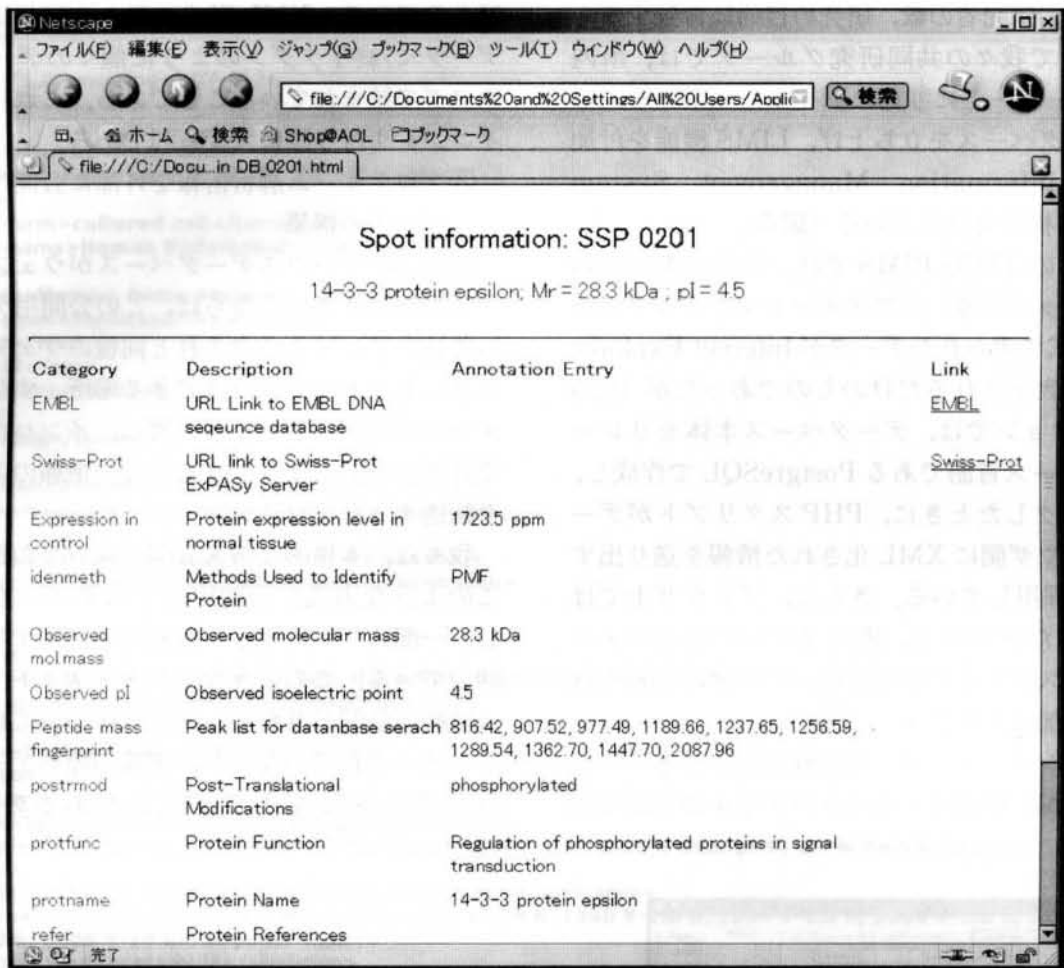 Netscape
ファイル(F) 編集(E) 表示(V) ジャンプ(G) ブックマーク(B) ツール(T) ウインドウ(W) ヘルプ(H)
file:///C:/Documents%20and%20Settings/All%20Users/Applic 検索
ホーム 検索 Shop@AOL ブックマーク
file:///C:/Docu...in DB_0201.html
Spot information: SSP 0201
14-3-3 protein epsilon; Mr = 28.3 kDa ; pI = 4.5
Category Description Annotation Entry Link
EMBL URL Link to EMBL DNA EMBL
seqeunce database
Swiss-Prot URL link to Swiss-Prot Swiss-Prot
ExPASy Server
Expression in Protein expression level in 1723.5 ppm
control normal tissue
idenmeth Methods Used to Identify PMF
Protein
Observed Observed molecular mass 28.3 kDa
mol mass
Observed pI Observed isoelectric point 4.5
Peptide mass Peak list for datanbase serach 816.42, 907.52, 977.49, 1189.66, 1237.65, 1256.59,
fingerprint 1289.54, 1362.70, 1447.70, 2087.96
postrmod Post-Translational phosphorylated
Modifications
protfunc Protein Function Regulation of phosphorylated proteins in signal
transduction
protname Protein Name 14-3-3 protein epsilon
refer Protein References
完了